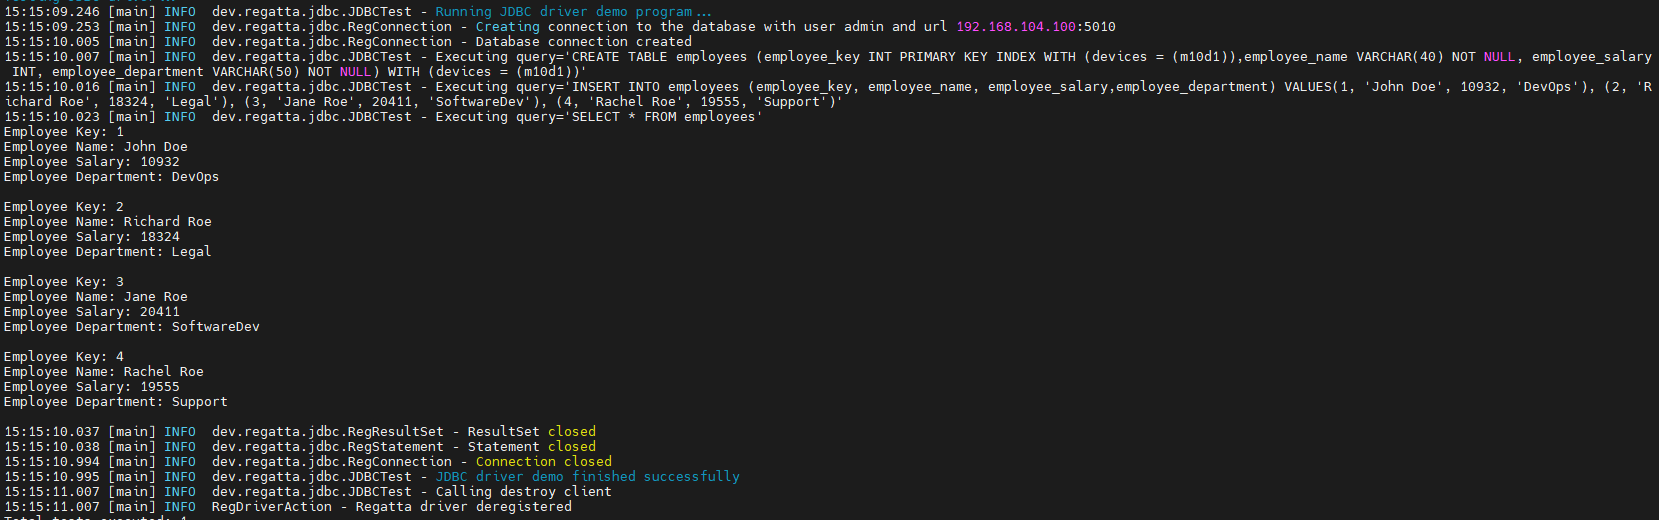 15:15:09.246 [main] INFO  dev.regatta.jdbc.JDBCTest - Running JDBC driver demo program...
15:15:09.253 [main] INFO  dev.regatta.jdbc.RegConnection - Creating connection to the database with user admin and url 192.168.104.100:5010
15:15:10.005 [main] INFO  dev.regatta.jdbc.RegConnection - Database connection created
15:15:10.007 [main] INFO  dev.regatta.jdbc.JDBCTest - Executing query='CREATE TABLE employees (employee_key INT PRIMARY KEY INDEX WITH (devices = (m10d1)),employee_name VARCHAR(40) NOT NULL, employee_salary
 INT, employee_department VARCHAR(50) NOT NULL) WITH (devices = (m10d1))'
15:15:10.016 [main] INFO  dev.regatta.jdbc.JDBCTest - Executing query='INSERT INTO employees (employee_key, employee_name, employee_salary,employee_department) VALUES(1, 'John Doe', 10932, 'DevOps'), (2, 'R
ichard Roe', 18324, 'Legal'), (3, 'Jane Roe', 20411, 'SoftwareDev'), (4, 'Rachel Roe', 19555, 'Support')'
15:15:10.023 [main] INFO  dev.regatta.jdbc.JDBCTest - Executing query='SELECT * FROM employees'
Employee Key: 1
Employee Name: John Doe
Employee Salary: 10932
Employee Department: DevOps

Employee Key: 2
Employee Name: Richard Roe
Employee Salary: 18324
Employee Department: Legal

Employee Key: 3
Employee Name: Jane Roe
Employee Salary: 20411
Employee Department: SoftwareDev

Employee Key: 4
Employee Name: Rachel Roe
Employee Salary: 19555
Employee Department: Support

15:15:10.037 [main] INFO  dev.regatta.jdbc.RegResultSet - ResultSet closed
15:15:10.038 [main] INFO  dev.regatta.jdbc.RegStatement - Statement closed
15:15:10.994 [main] INFO  dev.regatta.jdbc.RegConnection - Connection closed
15:15:10.995 [main] INFO  dev.regatta.jdbc.JDBCTest - JDBC driver demo finished successfully
15:15:11.007 [main] INFO  dev.regatta.jdbc.JDBCTest - Calling destroy client
15:15:11.007 [main] INFO  RegDriverAction - Regatta driver deregistered